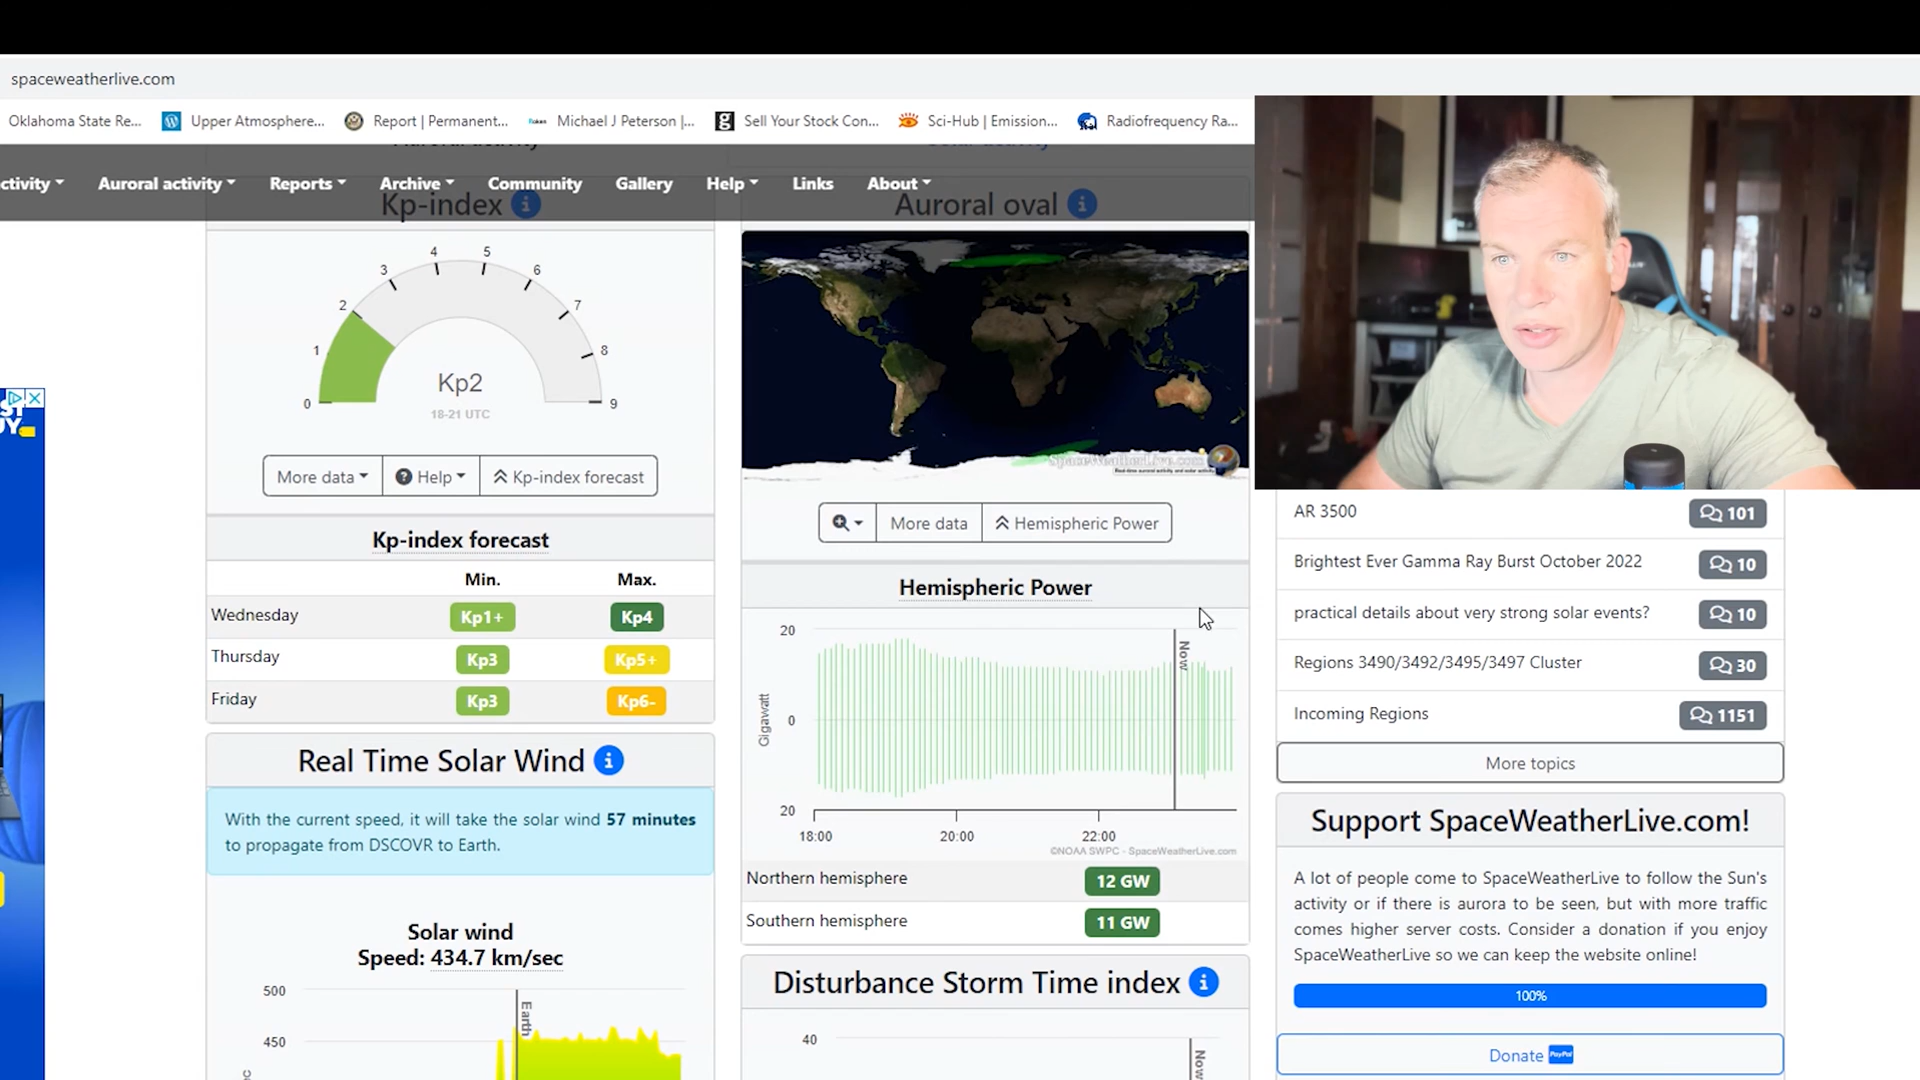 spaceweatherlive.com
Oklahoma State Re...
Upper Atmosphere...
Report | Permanent...
Michael J Peterson |...
Sell Your Stock Con...
Sci-Hub | Emission...
Radiofrequency Ra...
ctivity
Auroral activity
Reports
Archive
Community
Gallery
Help
Links
About
Kp-index
4 5
3 6
2 7
1 8
0 9
Kp2
18-21 UTC
More data
Help
Kp-index forecast
Kp-index forecast
Min. Max.
Wednesday Kp1+ Kp4
Thursday Kp3 Kp5+
Friday Kp3 Kp6-
Real Time Solar Wind
With the current speed, it will take the solar wind 57 minutes
to propagate from DSCOVR to Earth.
Solar wind
Speed: 434.7 km/sec
500
Earth
450
Auroral oval
SpaceWeatherLive.com
More data
Hemispheric Power
Hemispheric Power
20
Now
Gigawatt
0
20
18:00 20:00 22:00
©NOAA SWPC - SpaceWeatherLive.com
Northern hemisphere 12 GW
Southern hemisphere 11 GW
Disturbance Storm Time index
40
Now
AR 3500 101
Brightest Ever Gamma Ray Burst October 2022 10
practical details about very strong solar events? 10
Regions 3490/3492/3495/3497 Cluster 30
Incoming Regions 1151
More topics
Support SpaceWeatherLive.com!
A lot of people come to SpaceWeatherLive to follow the Sun's
activity or if there is aurora to be seen, but with more traffic
comes higher server costs. Consider a donation if you enjoy
SpaceWeatherLive so we can keep the website online!
100%
Donate PayPal